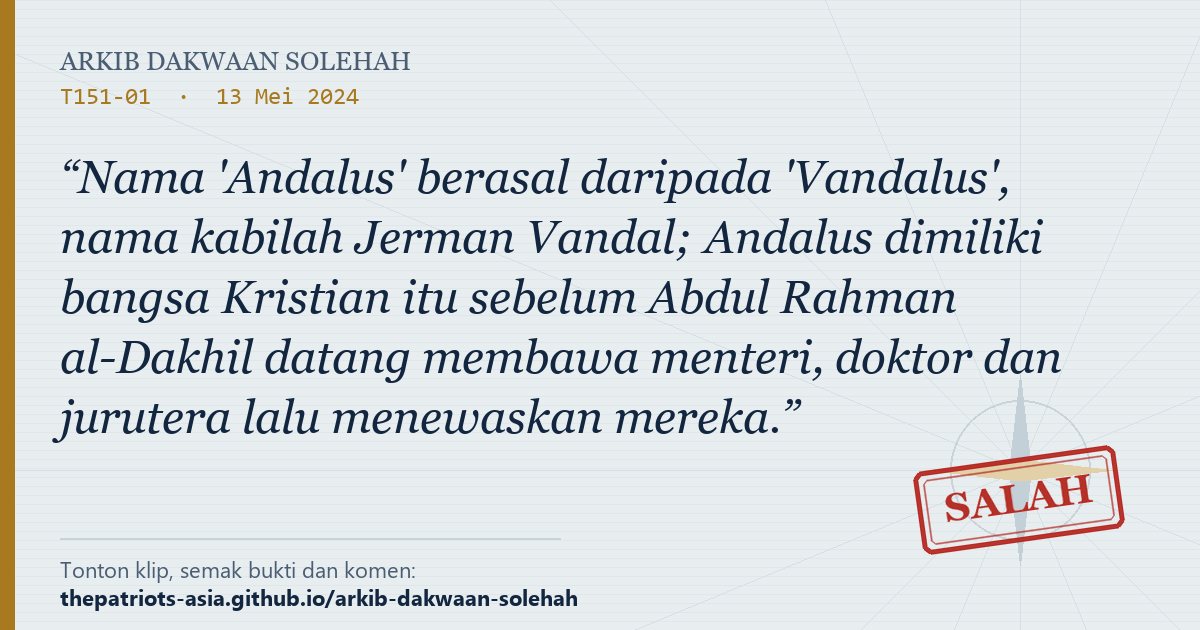 ARKIB DAKWAAN SOLEHAH
T151-01 · 13 Mei 2024
“Nama 'Andalus' berasal daripada 'Vandalus',
nama kabilah Jerman Vandal; Andalus dimiliki
bangsa Kristian itu sebelum Abdul Rahman
al-Dakhil datang membawa menteri, doktor dan
jurutera lalu menewaskan mereka.”
SALAH
Tonton klip, semak bukti dan komen:
thepatriots-asia.github.io/arkib-dakwaan-solehah